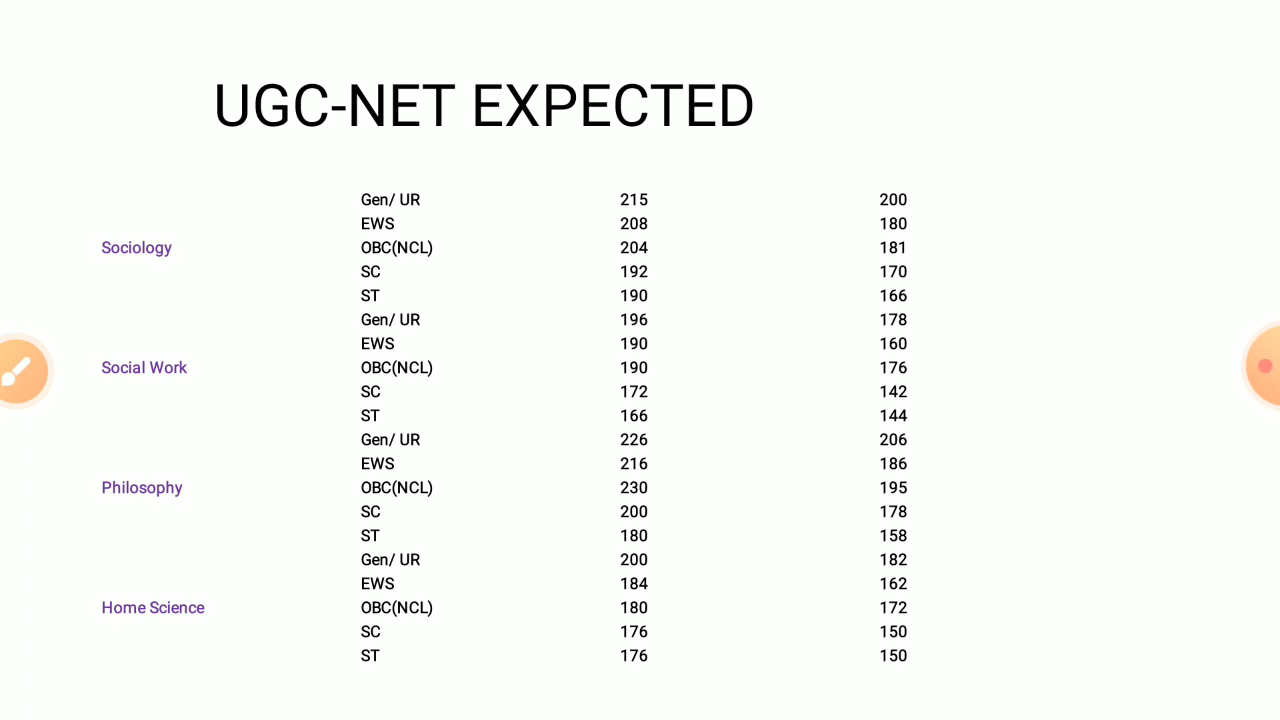 UGC-NET EXPECTED
Gen/ UR 215 200
EWS 208 180
Sociology OBC(NCL) 204 181
SC 192 170
ST 190 166
Gen/ UR 196 178
EWS 190 160
Social Work OBC(NCL) 190 176
SC 172 142
ST 166 144
Gen/ UR 226 206
EWS 216 186
Philosophy OBC(NCL) 230 195
SC 200 178
ST 180 158
Gen/ UR 200 182
EWS 184 162
Home Science OBC(NCL) 180 172
SC 176 150
ST 176 150